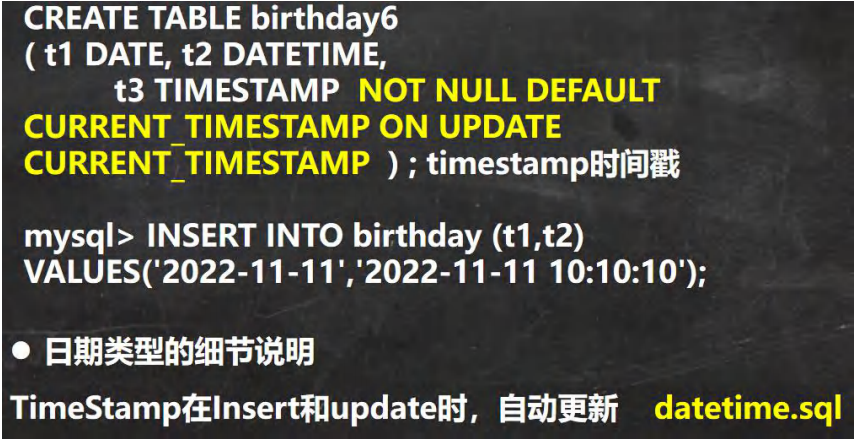 CREATE TABLE birthday6
( t1 DATE, t2 DATETIME,
t3 TIMESTAMP NOT NULL DEFAULT
CURRENT_TIMESTAMP ON UPDATE
CURRENT_TIMESTAMP ) ; timestamp时间戳
mysql> INSERT INTO birthday (t1,t2)
VALUES('2022-11-11','2022-11-11 10:10:10');
● 日期类型的细节说明
TimeStamp在Insert和update时，自动更新 datetime.sql